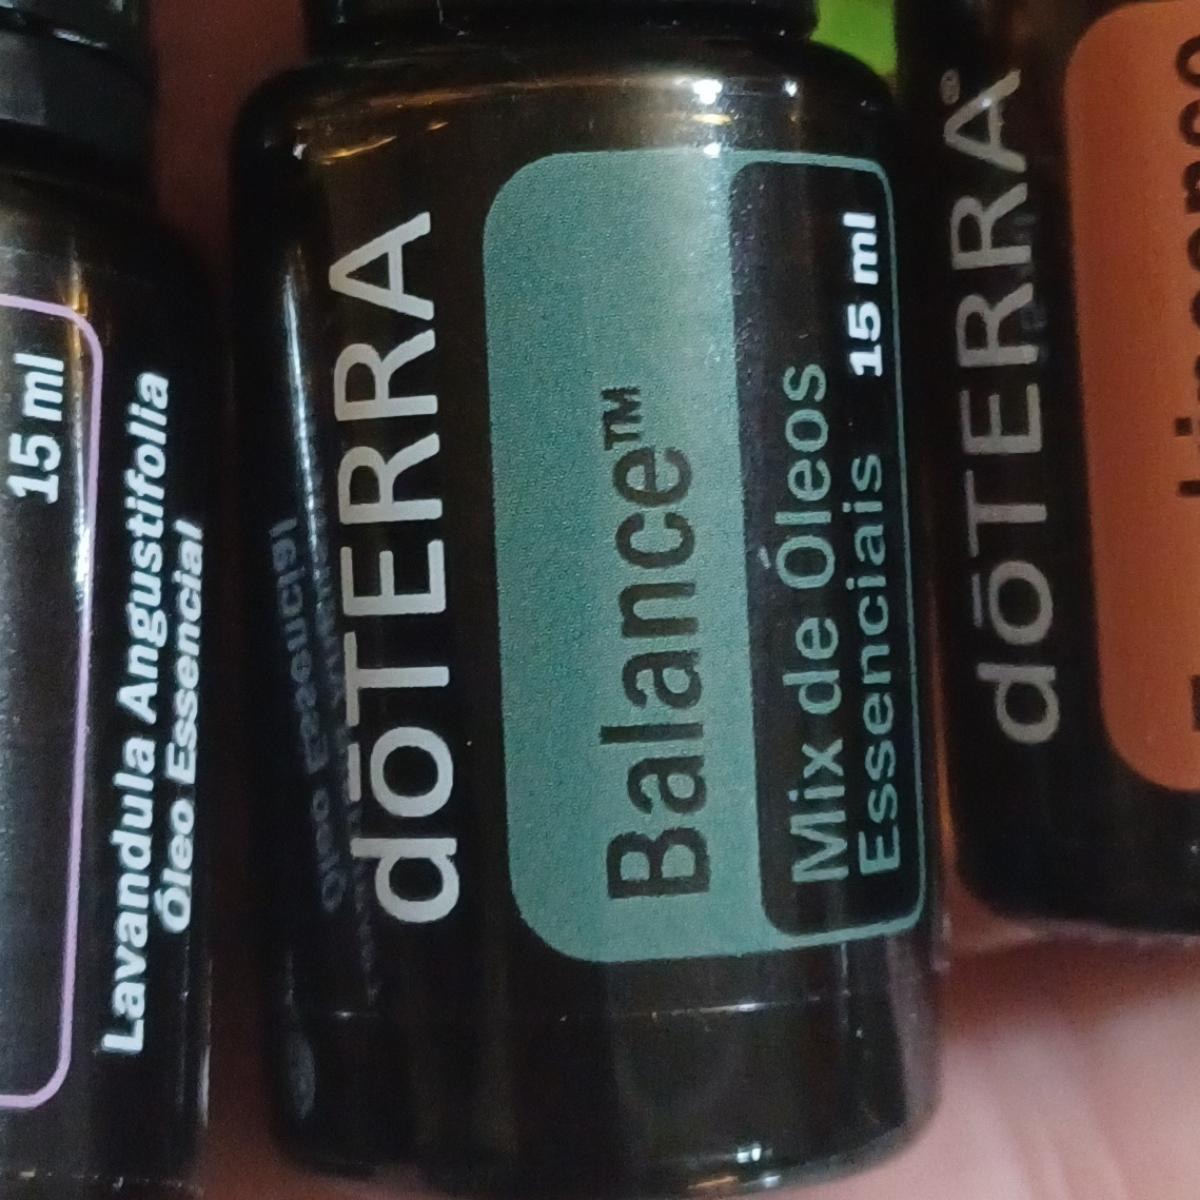 15 ml
Lavandula Angustifolia
Óleo Essencial
dōTERRA
Balance™
Mix de Óleos
Essenciais 15 ml
dōTERRA®